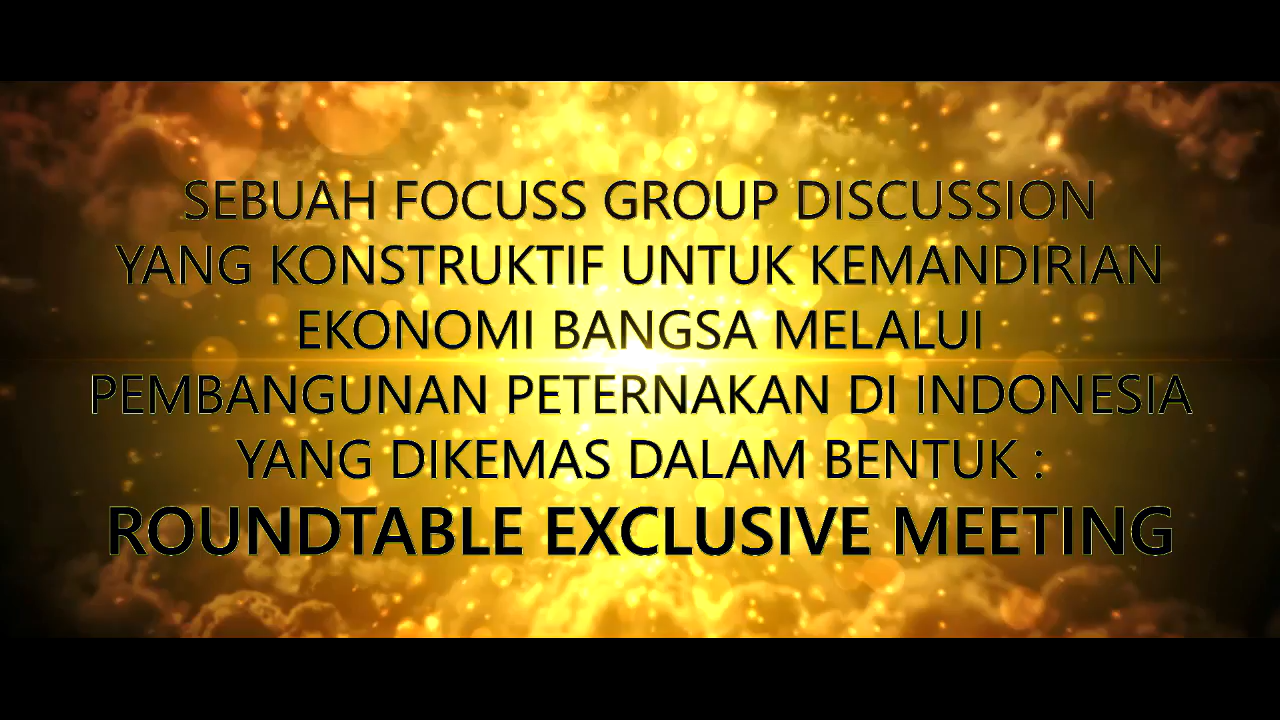 SEBUAH FOCUSS GROUP DISCUSSION
YANG KONSTRUKTIF UNTUK KEMANDIRIAN
EKONOMI BANGSA MELALUI
PEMBANGUNAN PETERNAKAN DI INDONESIA
YANG DIKEMAS DALAM BENTUK :
ROUNDTABLE EXCLUSIVE MEETING